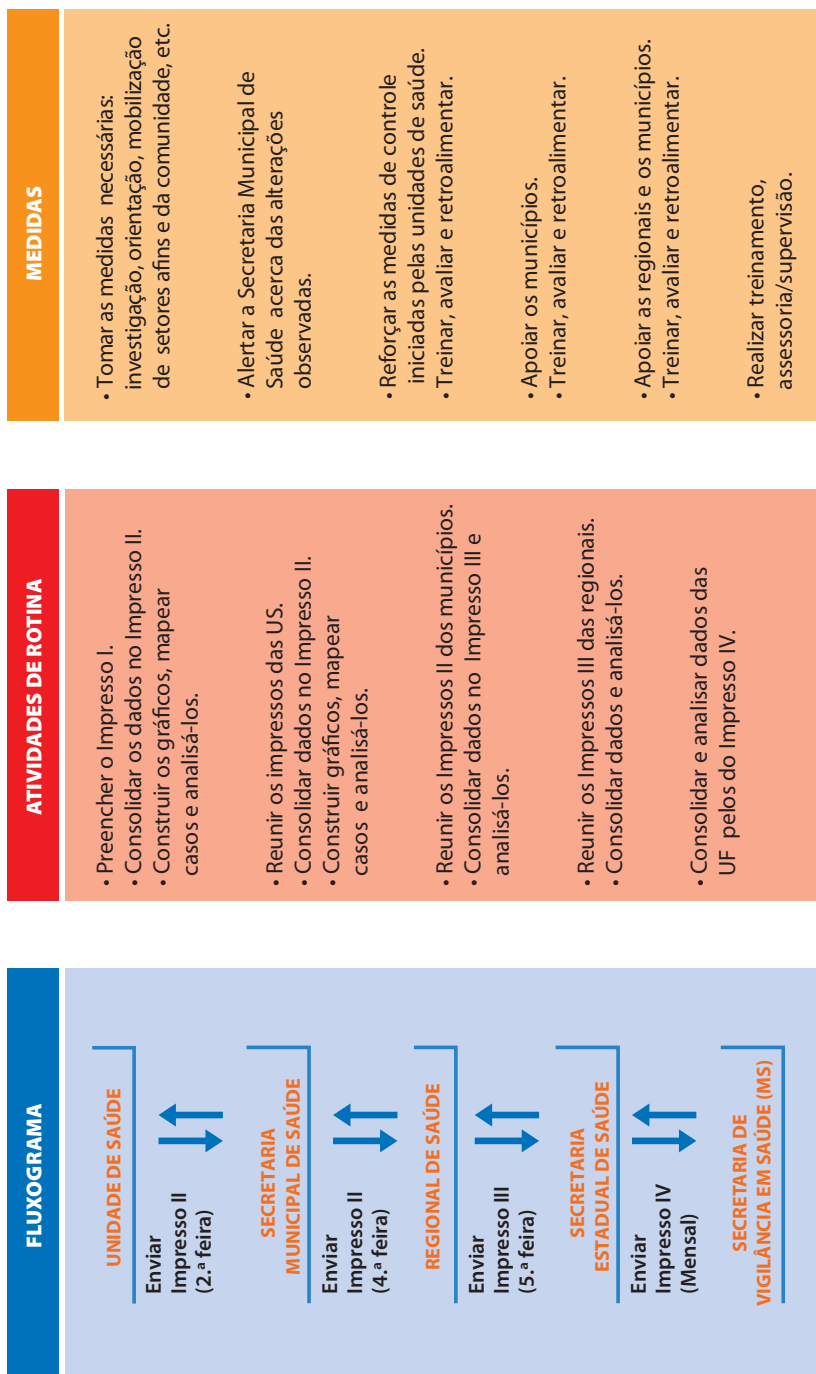 FLUXOGRAMA
UNIDADE DE SAÚDE
Enviar
Impresso II
(2.ª feira)
SECRETARIA
MUNICIPAL DE SAÚDE
Enviar
Impresso II
(4.ª feira)
REGIONAL DE SAÚDE
Enviar
Impresso III
(5.ª feira)
SECRETARIA
ESTADUAL DE SAÚDE
Enviar
Impresso IV
(Mensal)
SECRETARIA DE
VIGILÂNCIA EM SAÚDE (MS)
ATIVIDADES DE ROTINA
• Preencher o Impresso I.
• Consolidar os dados no Impresso II.
• Construir os gráficos, mapear
casos e analisá-los.
• Reunir os impressos das US.
• Consolidar dados no Impresso II.
• Construir gráficos, mapear
casos e analisá-los.
• Reunir os Impressos II dos municípios.
• Consolidar dados no Impresso III e
analisá-los.
• Reunir os Impressos III das regionais.
• Consolidar dados e analisá-los.
• Consolidar e analisar dados das
UF pelos do Impresso IV.
MEDIDAS
• Tomar as medidas necessárias:
investigação, orientação, mobilização
de setores afins e da comunidade, etc.
• Alertar a Secretaria Municipal de
Saúde acerca das alterações
observadas.
• Reforçar as medidas de controle
iniciadas pelas unidades de saúde.
• Treinar, avaliar e retroalimentar.
• Apoiar os municípios.
• Treinar, avaliar e retroalimentar.
• Apoiar as regionais e os municípios.
• Treinar, avaliar e retroalimentar.
• Realizar treinamento,
assessoria/supervisão.